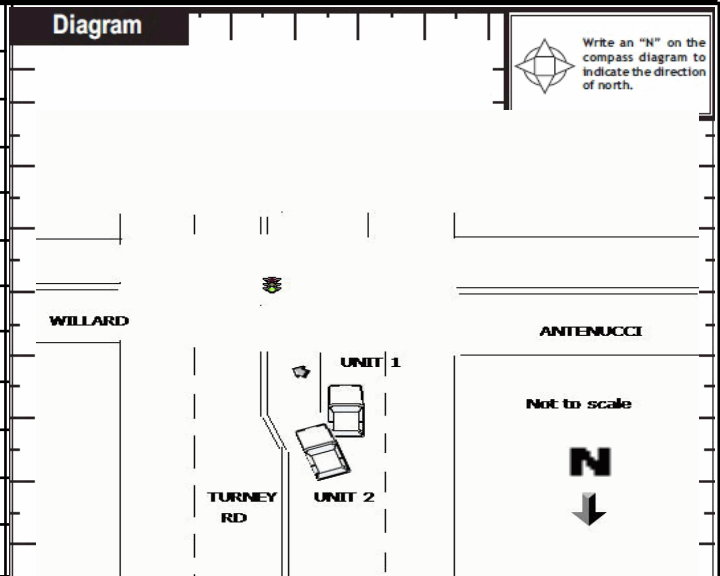 Diagram
Write an “N” on the
compass diagram to
indicate the direction
of north.
WILLARD
ANTENUCCI
UNIT 1
Not to scale
N
TURNEY
RD
UNIT 2